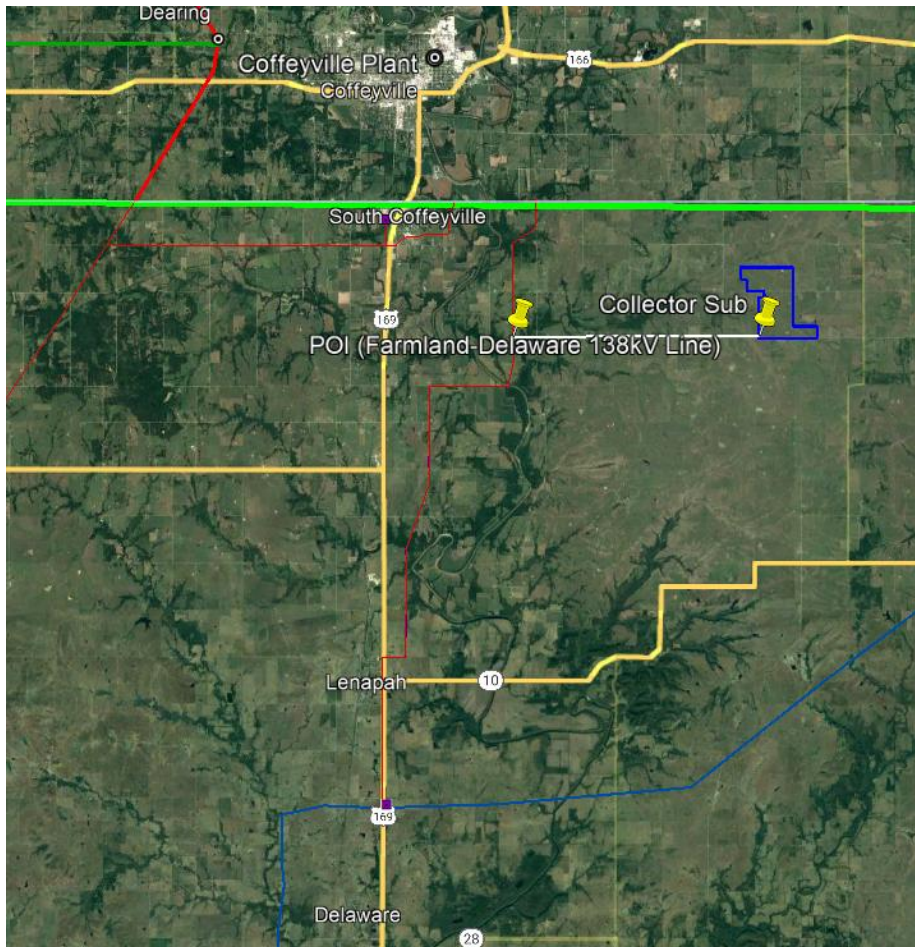 Dearing
Coffeyville Plant
166
Coffeyville
South Coffeyville
Collector Sub
169
POI (Farmland-Delaware 138kV Line)
Lenapah
10
169
Delaware
28